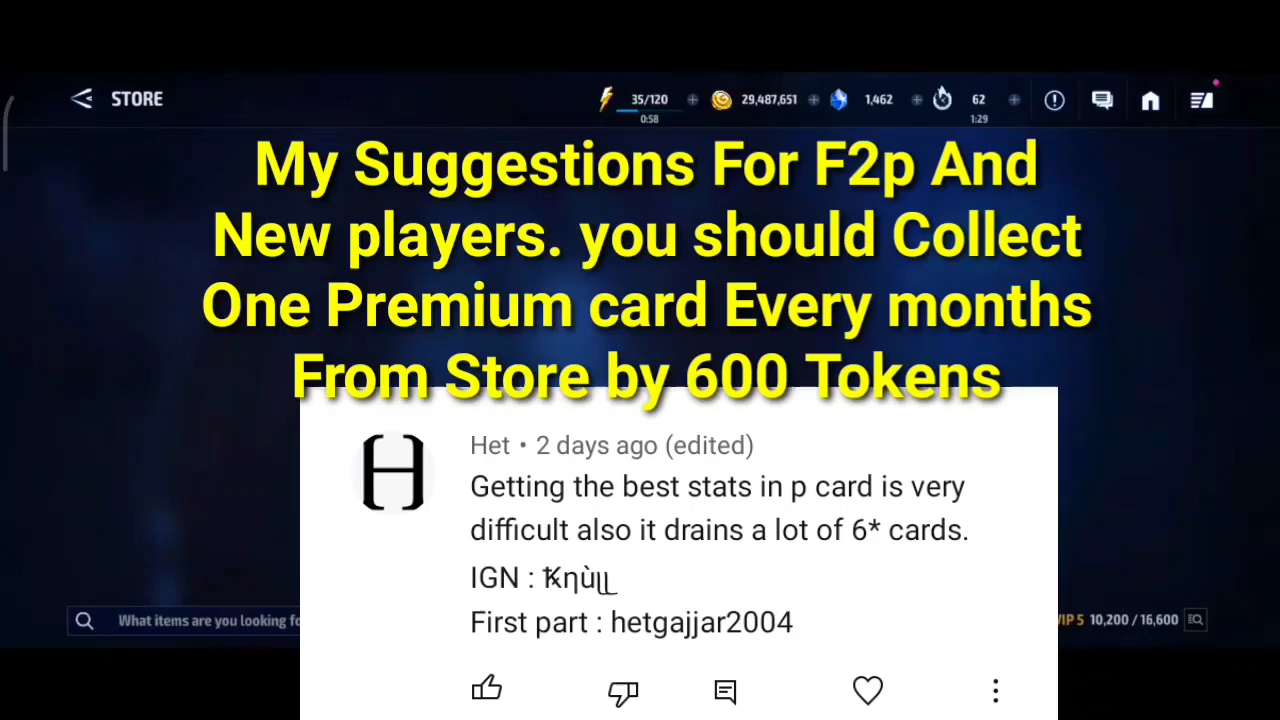 STORE 35/120 29,487,651 1,462 62
0:58 1:29
My Suggestions For F2p And
New players. you should Collect
One Premium card Every months
From Store by 600 Tokens
Het • 2 days ago (edited)
Getting the best stats in p card is very
difficult also it drains a lot of 6* cards.
IGN :
First part : hetgajjar2004
What items are you looking fo
VIP 5 10,200 / 16,600